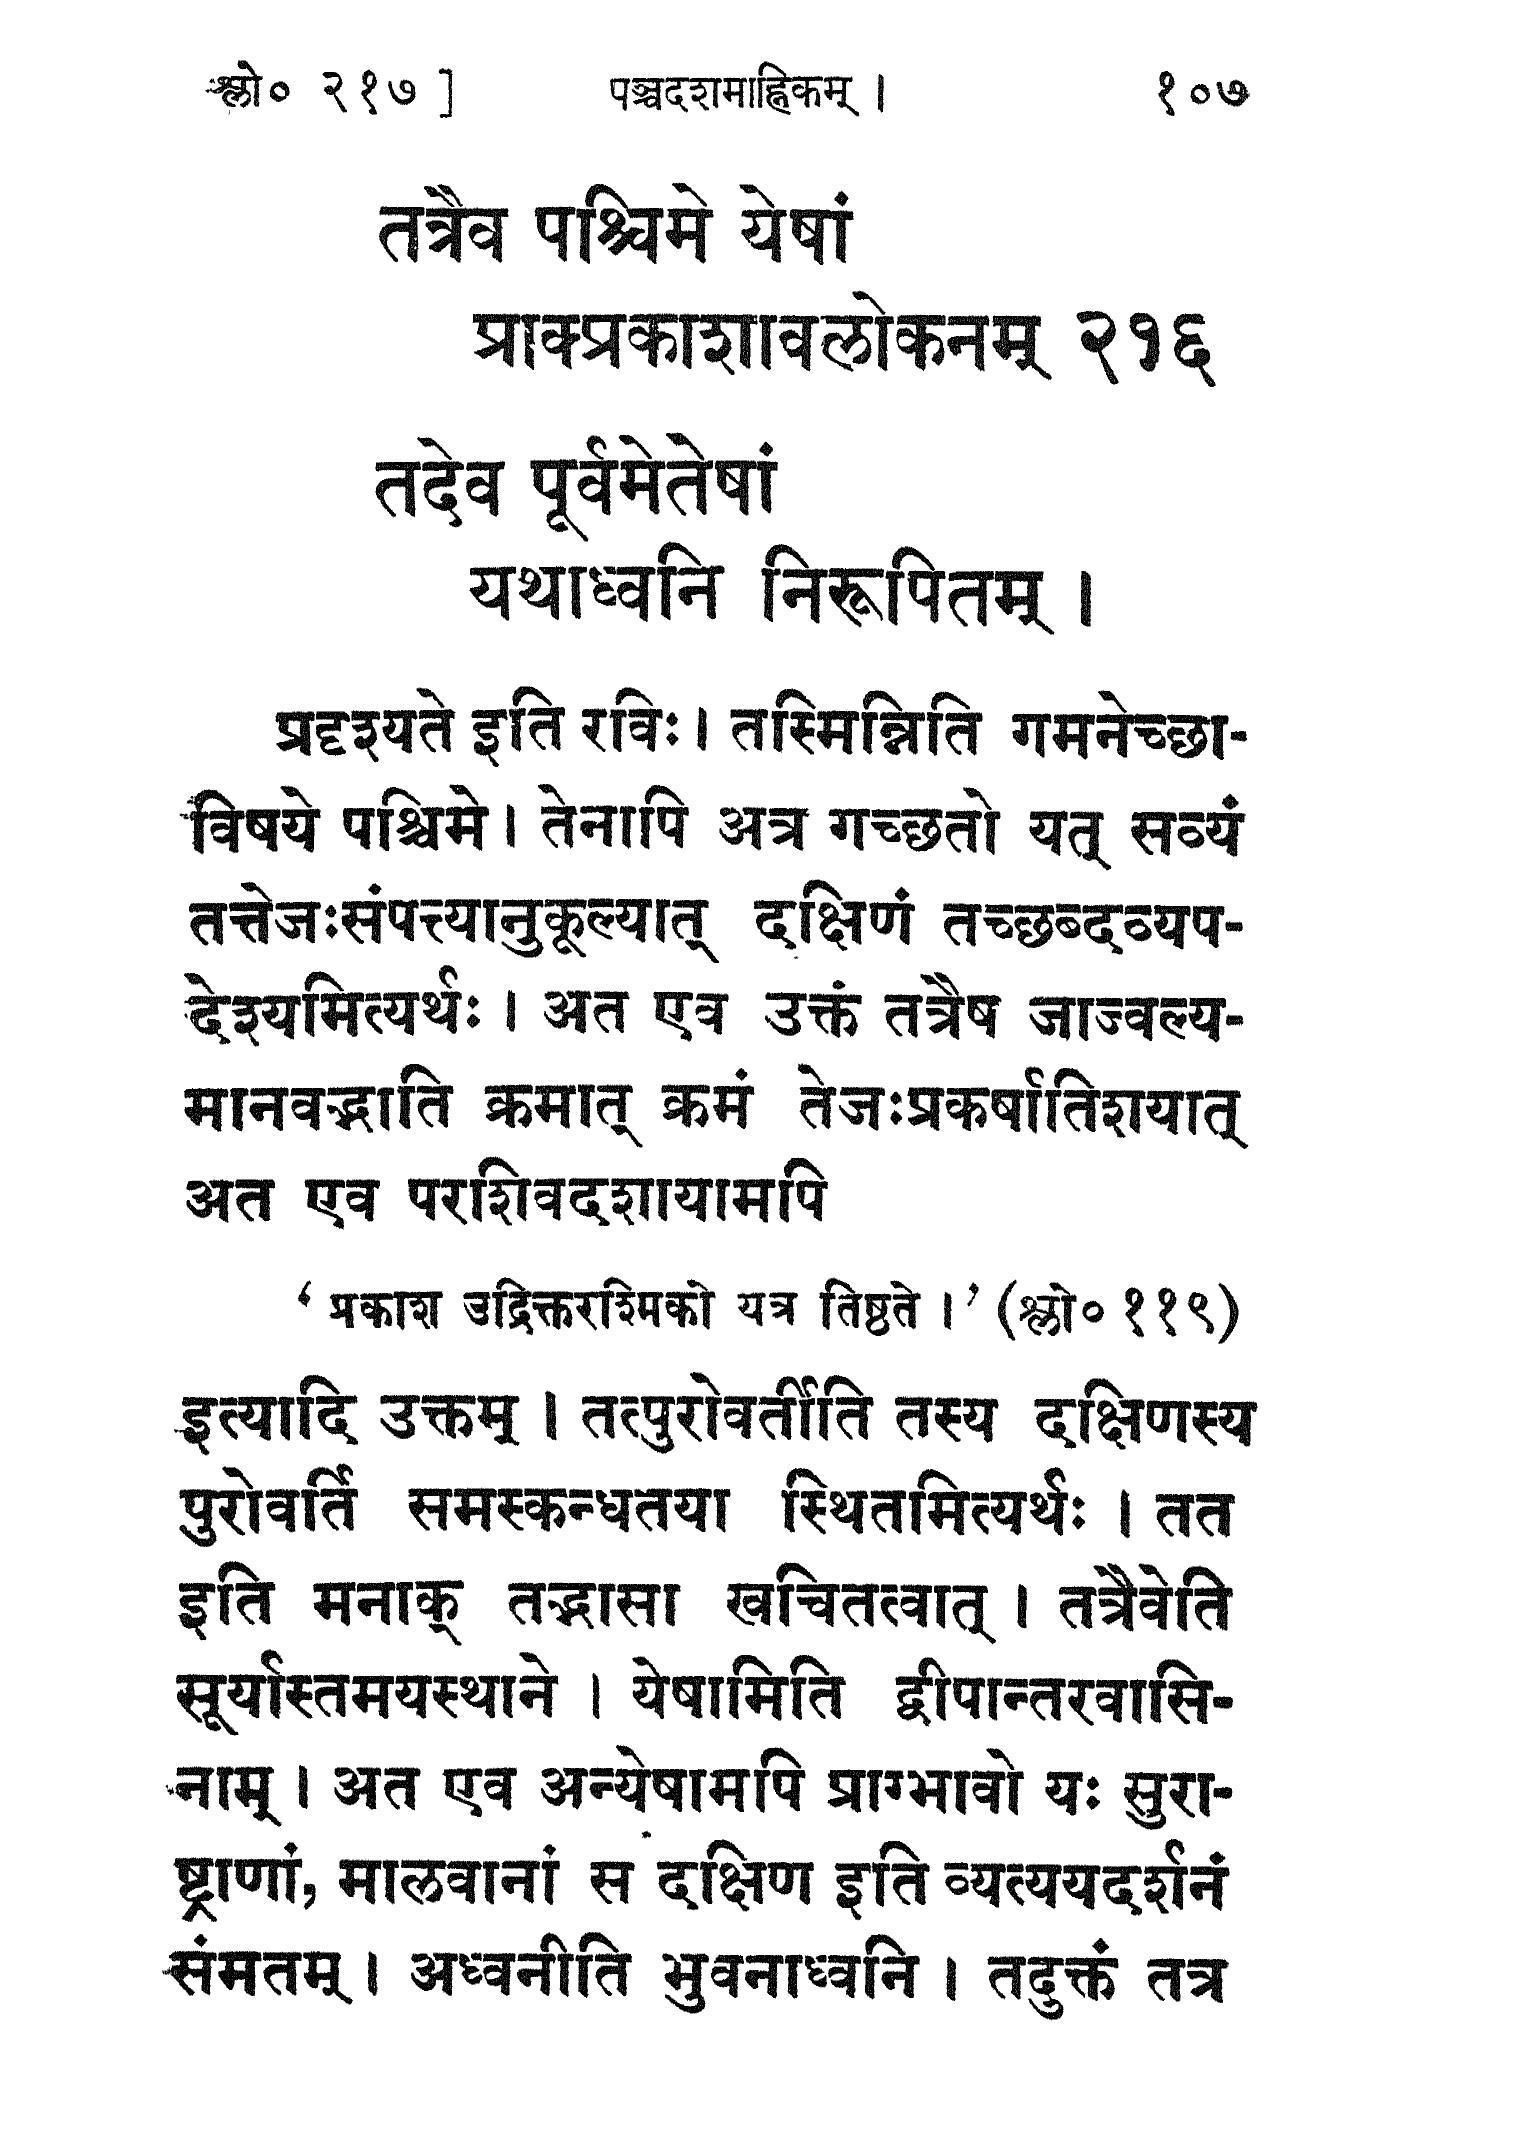 श्लो० २१७ ] पञ्चदशमाह्निकम् । १०७
तत्रैव पश्चिमे येषां
प्राक्प्रकाशावलोकनम् २१६
तदेव पूर्वमेतेषां
यथाध्वनि निरूपितम् ।
प्रदृश्यते इति रविः । तस्मिन्निति गमनेच्छा-
विषये पश्चिमे । तेनापि अत्र गच्छतो यत् सव्यं
तत्तेजःसंपत्त्यानुकूल्यात् दक्षिणं तच्छब्दव्यप-
देश्यमित्यर्थः । अत एव उक्तं तत्रैष जाज्वल्य-
मानवद्भाति क्रमात् क्रमं तेजःप्रकर्षातिशयात्
अत एव परशिवदशायामपि
‘ प्रकाश उद्रिक्तरश्मिको यत्र तिष्ठते ।’ (श्लो० ११९)
इत्यादि उक्तम् । तत्पुरोवर्तीति तस्य दक्षिणस्य
पुरोवर्ति समस्कन्धतया स्थितमित्यर्थः । तत
इति मनाक् तद्भासा खचितत्वात् । तत्रैवेति
सूर्यास्तमयस्थाने । येषामिति द्वीपान्तरवासि-
नाम् । अत एव अन्येषामपि प्राग्भावो यः सुरा-
ष्ट्राणां, मालवानां स दक्षिण इति व्यत्ययदर्शनं
संमतम् । अध्वनीति भुवनाध्वनि । तदुक्तं तत्र